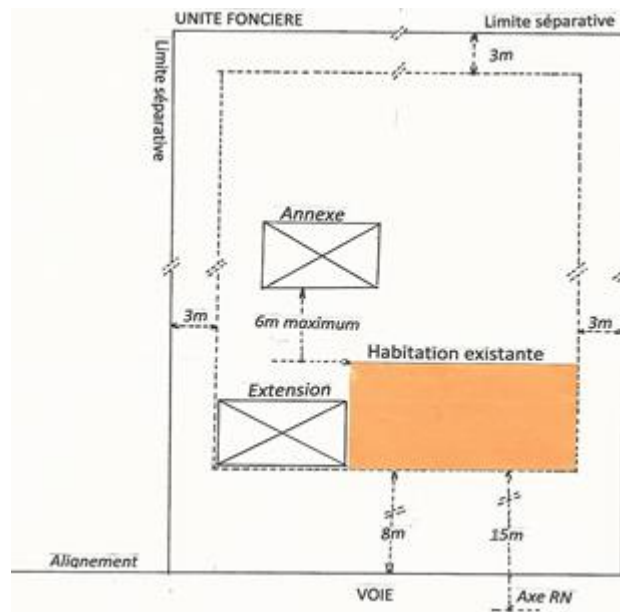 UNITE FONCIERE
Limite séparative
Limite séparative
3m
Annexe
3m
6m maximum
3m
Habitation existante
Extension
8m
15m
Alignement
VOIE
Axe RN